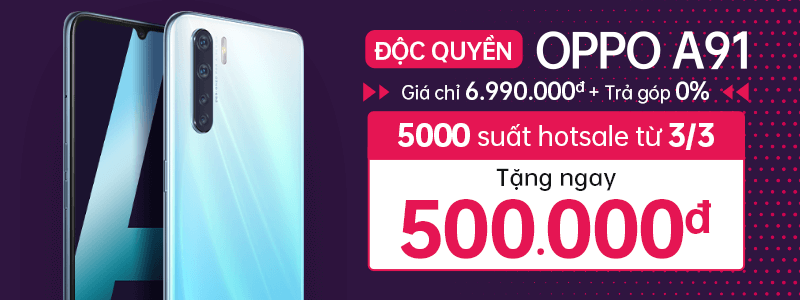 ĐỘC QUYỀN OPPO A91
Giá chỉ 6.990.000đ + Trả góp 0%
5000 suất hotsale từ 3/3
Tặng ngay
500.000đ